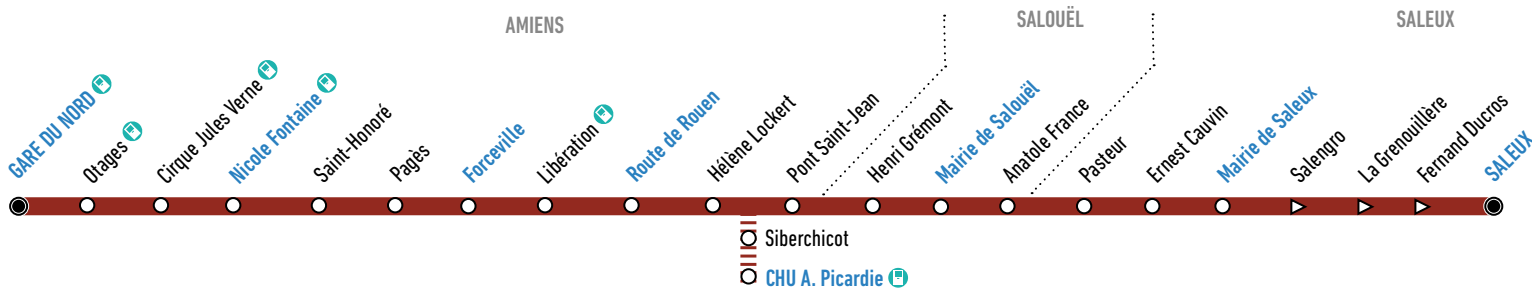 AMIENS
SALOUËL
SALEUX
GARE DU NORD
Otages
Cirque Jules Verne
Nicole Fontaine
Saint-Honoré
Pagès
Forceville
Libération
Route de Rouen
Hélène Lockert
Pont Saint-Jean
Henri Grémont
Mairie de Salouël
Anatole France
Pasteur
Ernest Cauvin
Mairie de Saleux
Salengro
La Grenouillère
Fernand Ducros
SALEUX
Siberchicot
CHU A. Picardie